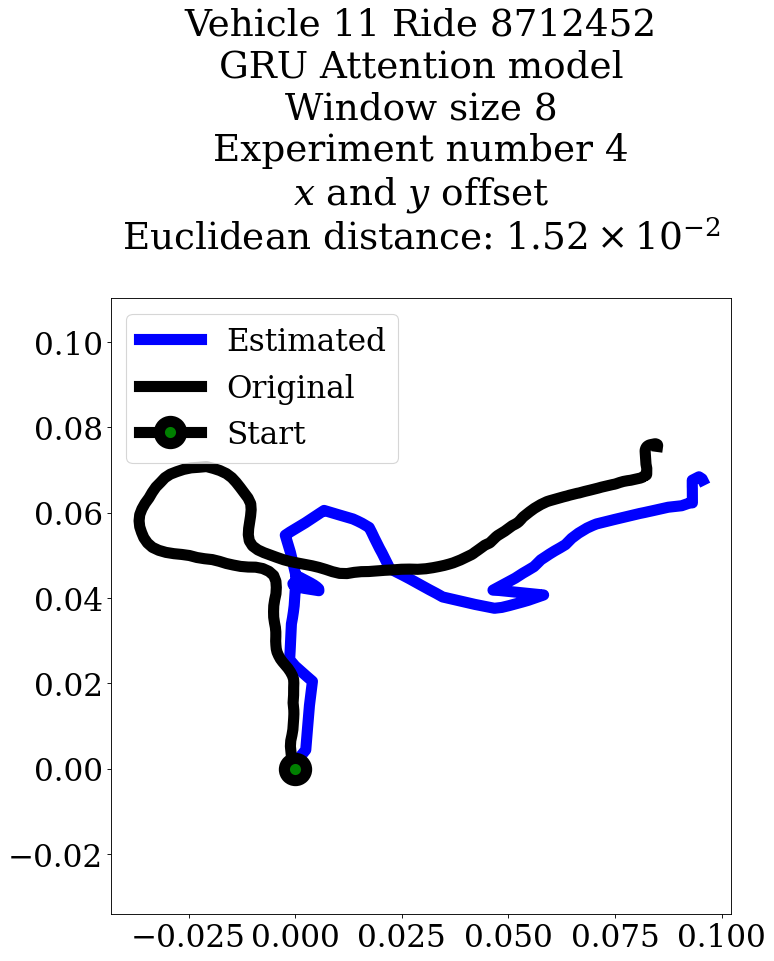 Vehicle 11 Ride 8712452
GRU Attention model
Window size 8
Experiment number 4
x and y offset
Euclidean distance: 1.52 × 10⁻²
Estimated
Original
Start
0.10
0.08
0.06
0.04
0.02
0.00
−0.02
−0.025 0.000 0.025 0.050 0.075 0.100